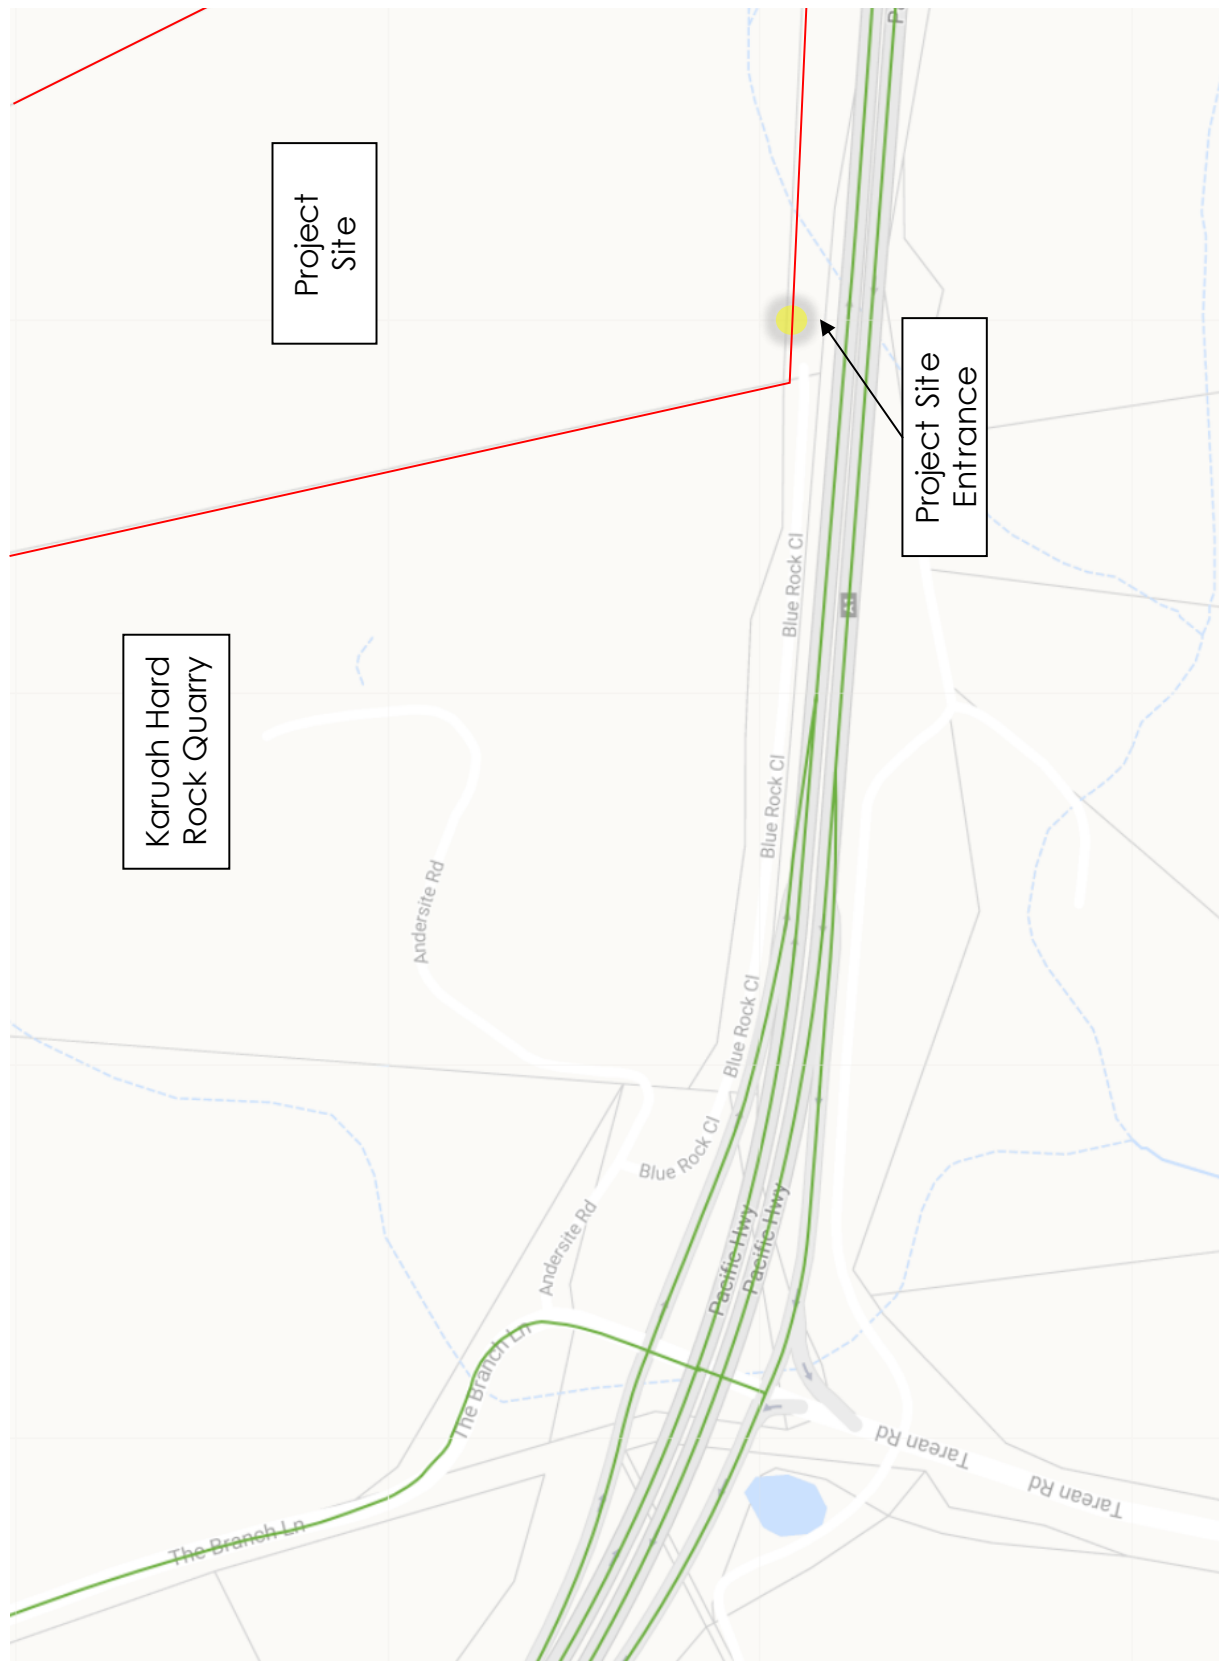 Project
Site
Project Site
Entrance
Karuah Hard
Rock Quarry
Blue Rock Cl
A1
Blue Rock Cl
Andersite Rd
Blue Rock Cl
Blue Rock Cl
Andersite Rd
Pacific Hwy
Pacific Hwy
The Branch Ln
Tarean Rd
Tarean Rd
The Branch Ln